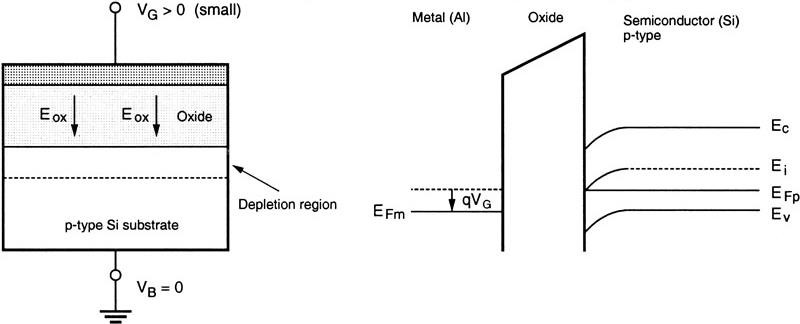 V_G > 0 (small)
E_ox
E_ox
Oxide
Depletion region
p-type Si substrate
V_B = 0
Metal (Al)
Oxide
Semiconductor (Si)
p-type
E_c
E_i
E_Fp
E_v
qV_G
E_Fm